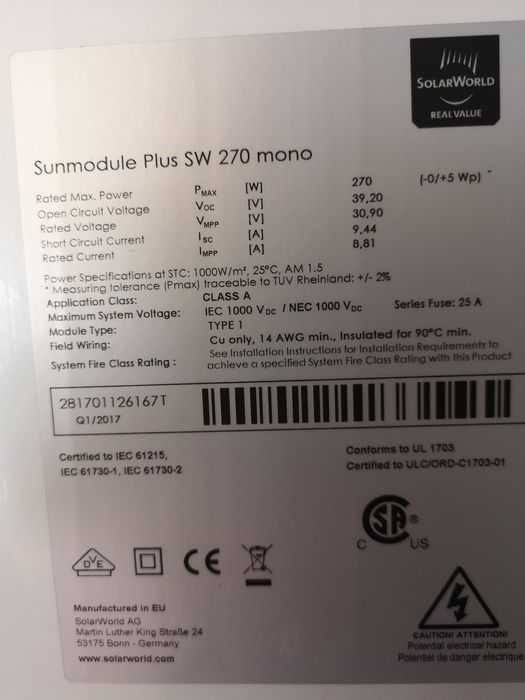 SOLARWORLD
REAL VALUE
Sunmodule Plus SW 270 mono
Rated Max. Power PMAX [W] 270 (-0/+5 Wp) *
Open Circuit Voltage VOC [V] 39,20
Rated Voltage VMPP [V] 30,90
Short Circuit Current ISC [A] 9,44
Rated Current IMPP [A] 8,81
Power Specifications at STC: 1000W/m², 25°C, AM 1.5
* Measuring tolerance (Pmax) traceable to TUV Rheinland: +/- 2%
Application Class: CLASS A
Maximum System Voltage: IEC 1000 VDC / NEC 1000 VDC Series Fuse: 25 A
Module Type: TYPE 1
Field Wiring: Cu only, 14 AWG min., Insulated for 90°C min.
See Installation Instructions for Installation Requirements to
System Fire Class Rating : achieve a specified System Fire Class Rating with this Product
281701126167T
Q1/2017
Certified to IEC 61215,
IEC 61730-1, IEC 61730-2
Conforms to UL 1703
Certified to ULC/ORD-C1703-01
SA ®
C US
DVE
CE
Manufactured in EU
SolarWorld AG
Martin Luther King Straße 24
53175 Bonn - Germany
www.solarworld.com
CAUTION! ATTENTION!
Potential electrical hazard
Potentiel de danger électrique